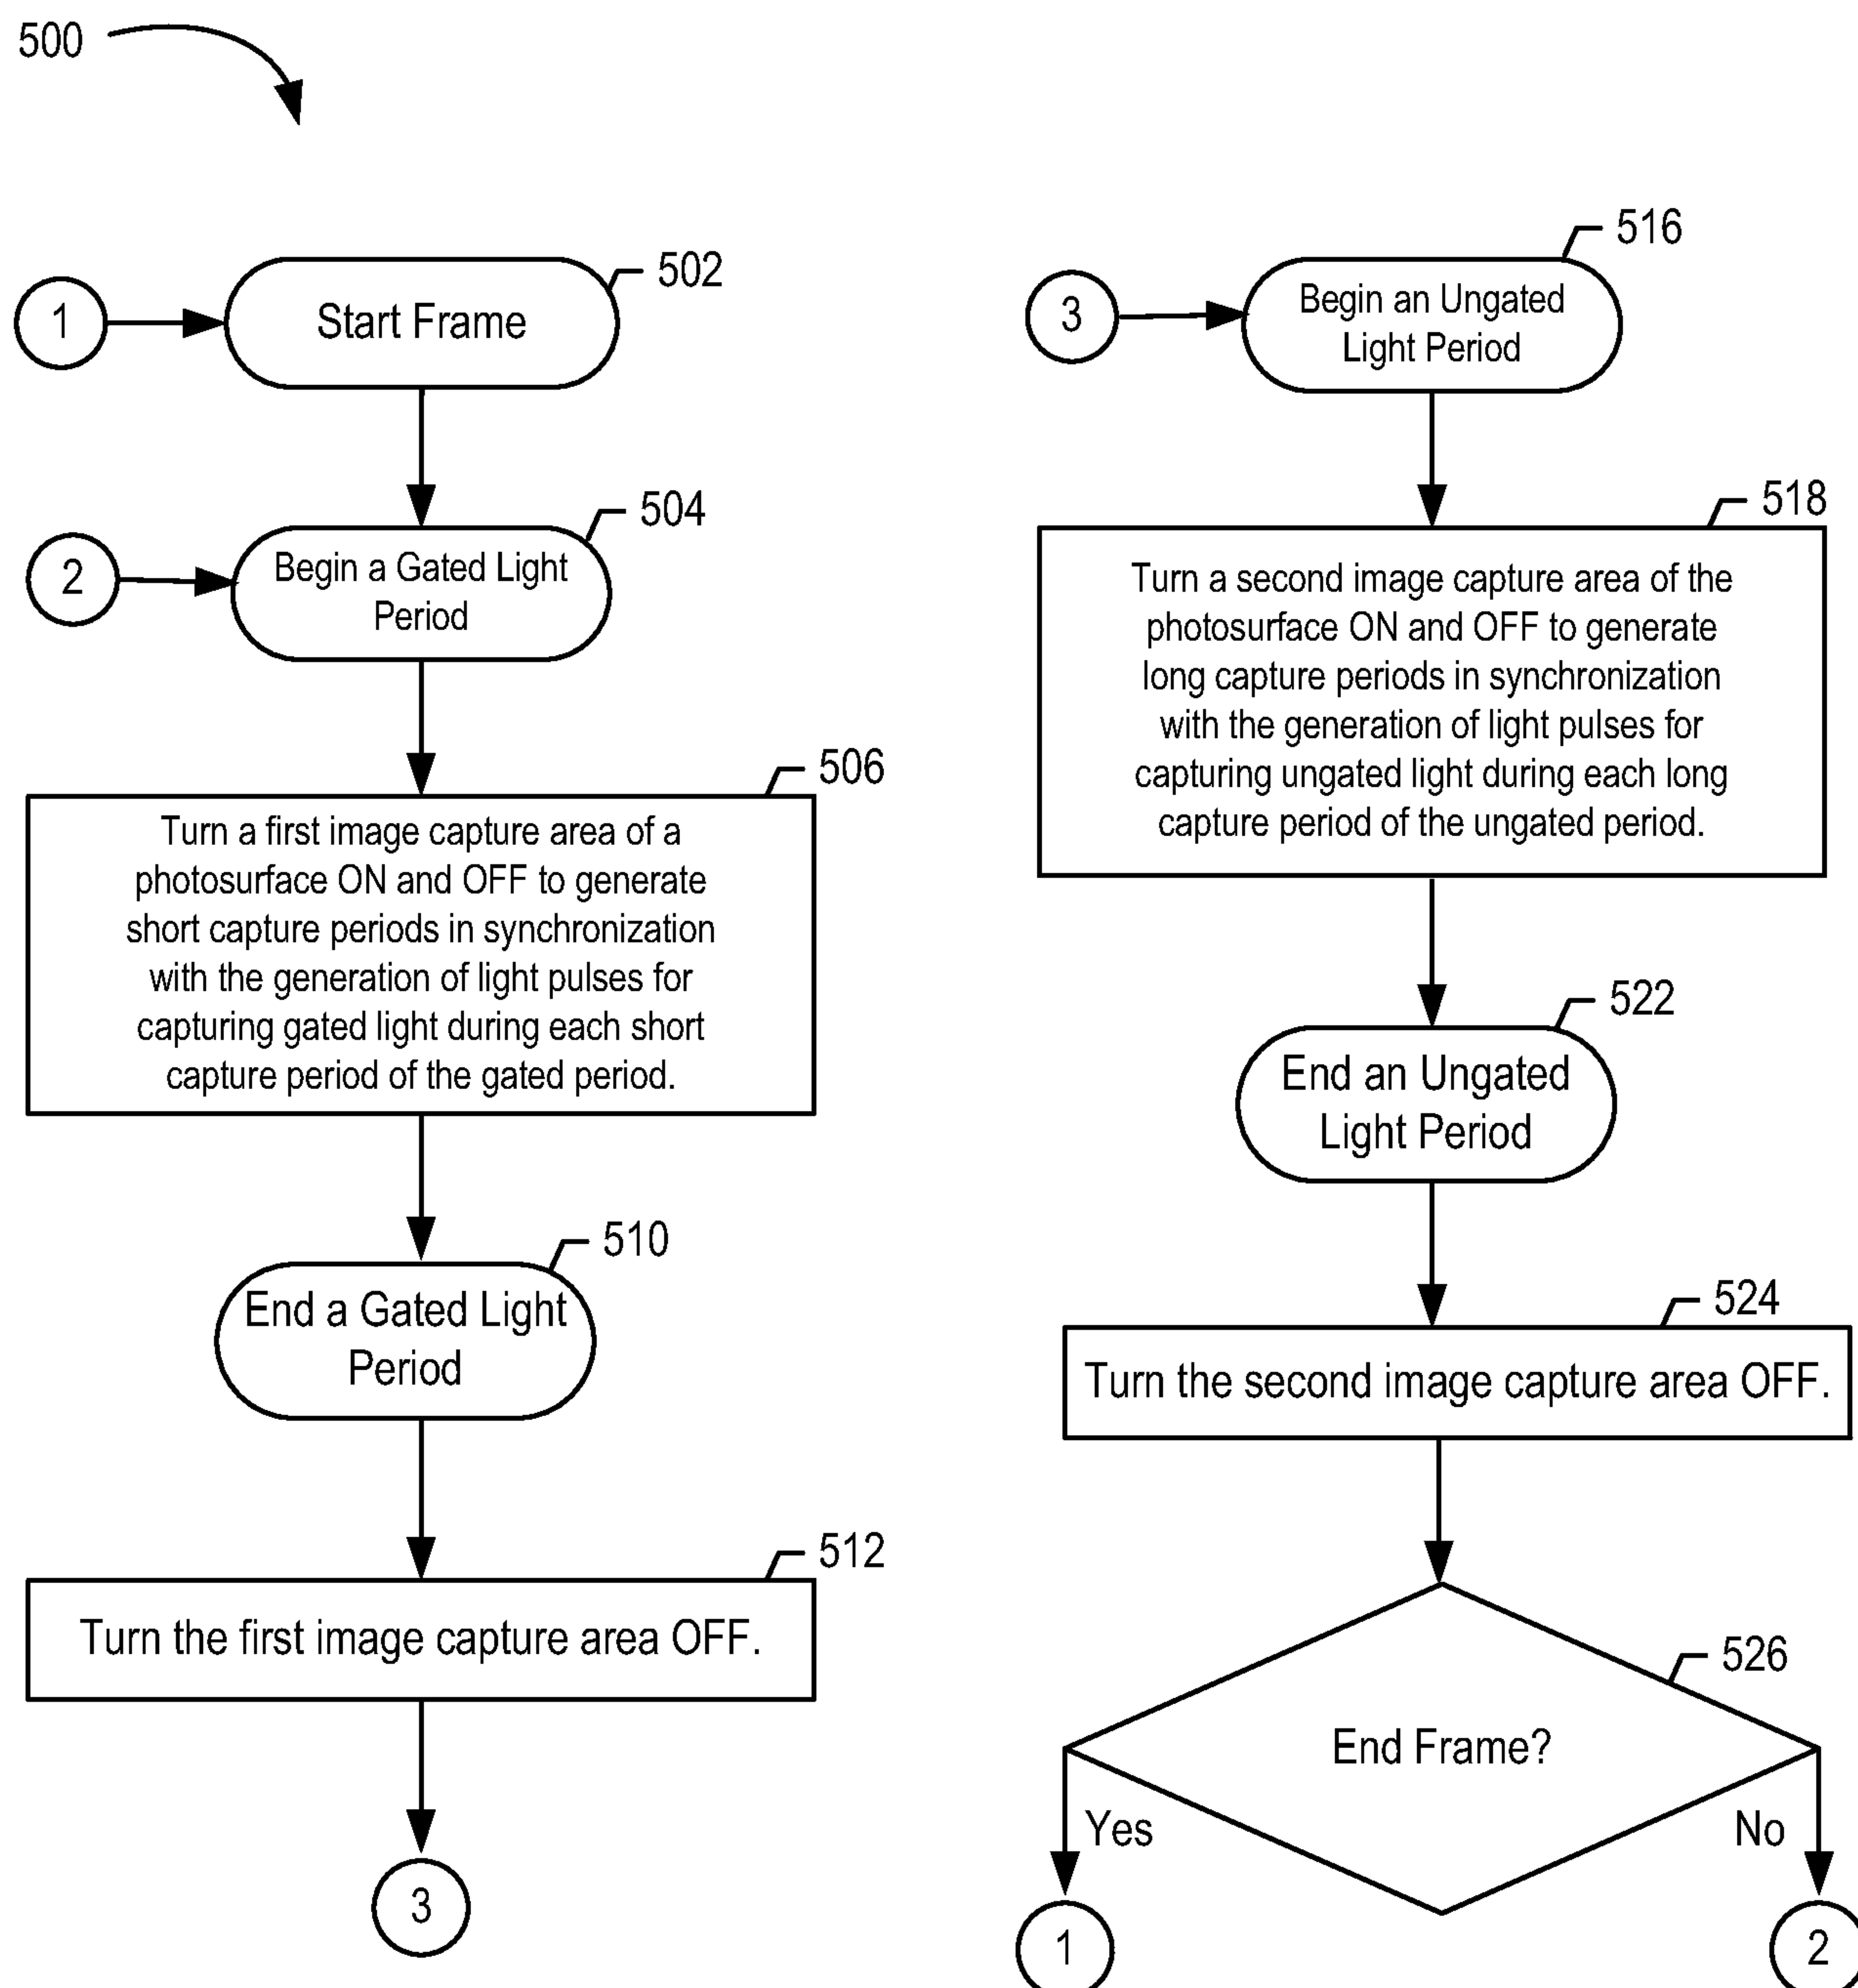 500
1
Start Frame
502
2
Begin a Gated Light
Period
504
506
Turn a first image capture area of a
photosurface ON and OFF to generate
short capture periods in synchronization
with the generation of light pulses for
capturing gated light during each short
capture period of the gated period.
510
End a Gated Light
Period
512
Turn the first image capture area OFF.
3
516
3
Begin an Ungated
Light Period
518
Turn a second image capture area of the
photosurface ON and OFF to generate
long capture periods in synchronization
with the generation of light pulses for
capturing ungated light during each long
capture period of the ungated period.
522
End an Ungated
Light Period
524
Turn the second image capture area OFF.
526
End Frame?
Yes
No
1
2